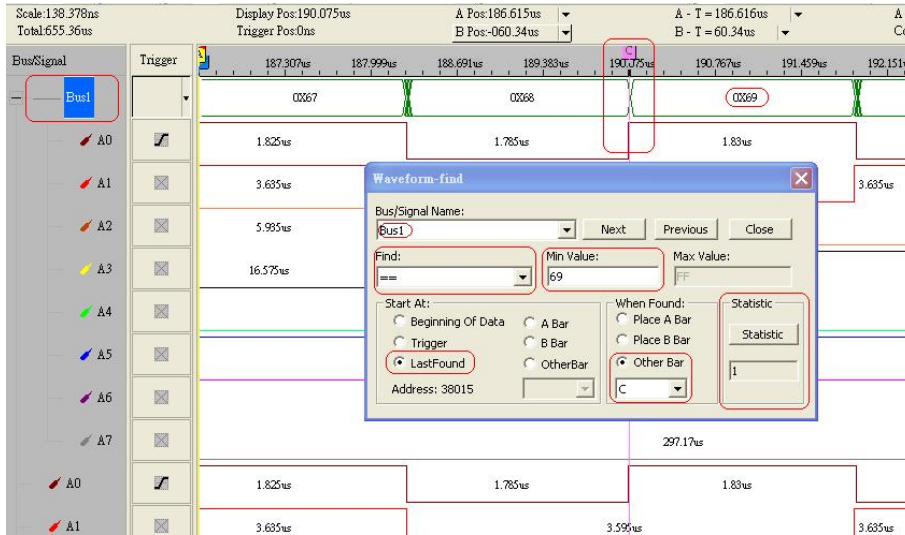 Scale:138.378ns Display Pos:190.075us A Pos:186.615us A - T = 186.616us A
Total:655.36us Trigger Pos:0ns B Pos:-060.34us B - T = 60.34us
Bus/Signal Trigger A 187.307us 187.999us 188.691us 189.383us C 190.075us 190.767us 191.459us 192.151
Bus1 0X67 0X68 0X69
A0 1.825us 1.785us 1.83us
A1 3.635us 3.635us
A2 5.935us
A3 16.575us
A4
A5
A6
A7 297.17us
A0 1.825us 1.785us 1.83us
A1 3.635us 3.595us 3.635us
Waveform-find
Bus/Signal Name:
Bus1 Next Previous Close
Find: Min Value: Max Value:
== 69 FF
Start At: When Found: Statistic
Beginning Of Data A Bar Place A Bar Statistic
Trigger B Bar Place B Bar
LastFound OtherBar Other Bar 1
Address: 38015 C